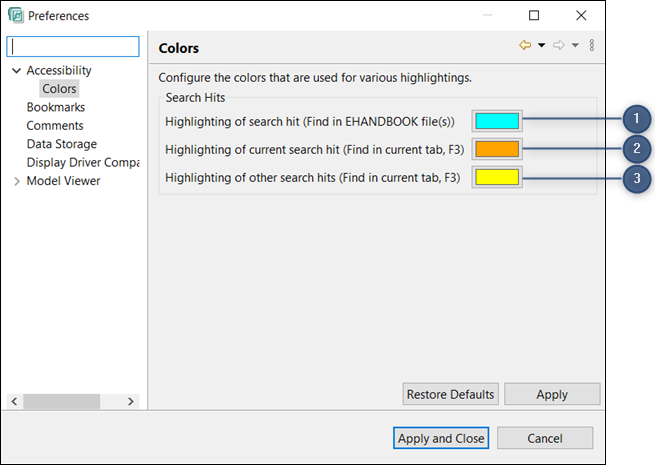 Preferences
Accessibility
Colors
Bookmarks
Comments
Data Storage
Display Driver Compa
Model Viewer
Colors
Configure the colors that are used for various highlightings.
Search Hits
Highlighting of search hit (Find in EHANDBOOK file(s))
1
Highlighting of current search hit (Find in current tab, F3)
2
Highlighting of other search hits (Find in current tab, F3)
3
Restore Defaults
Apply
Apply and Close
Cancel